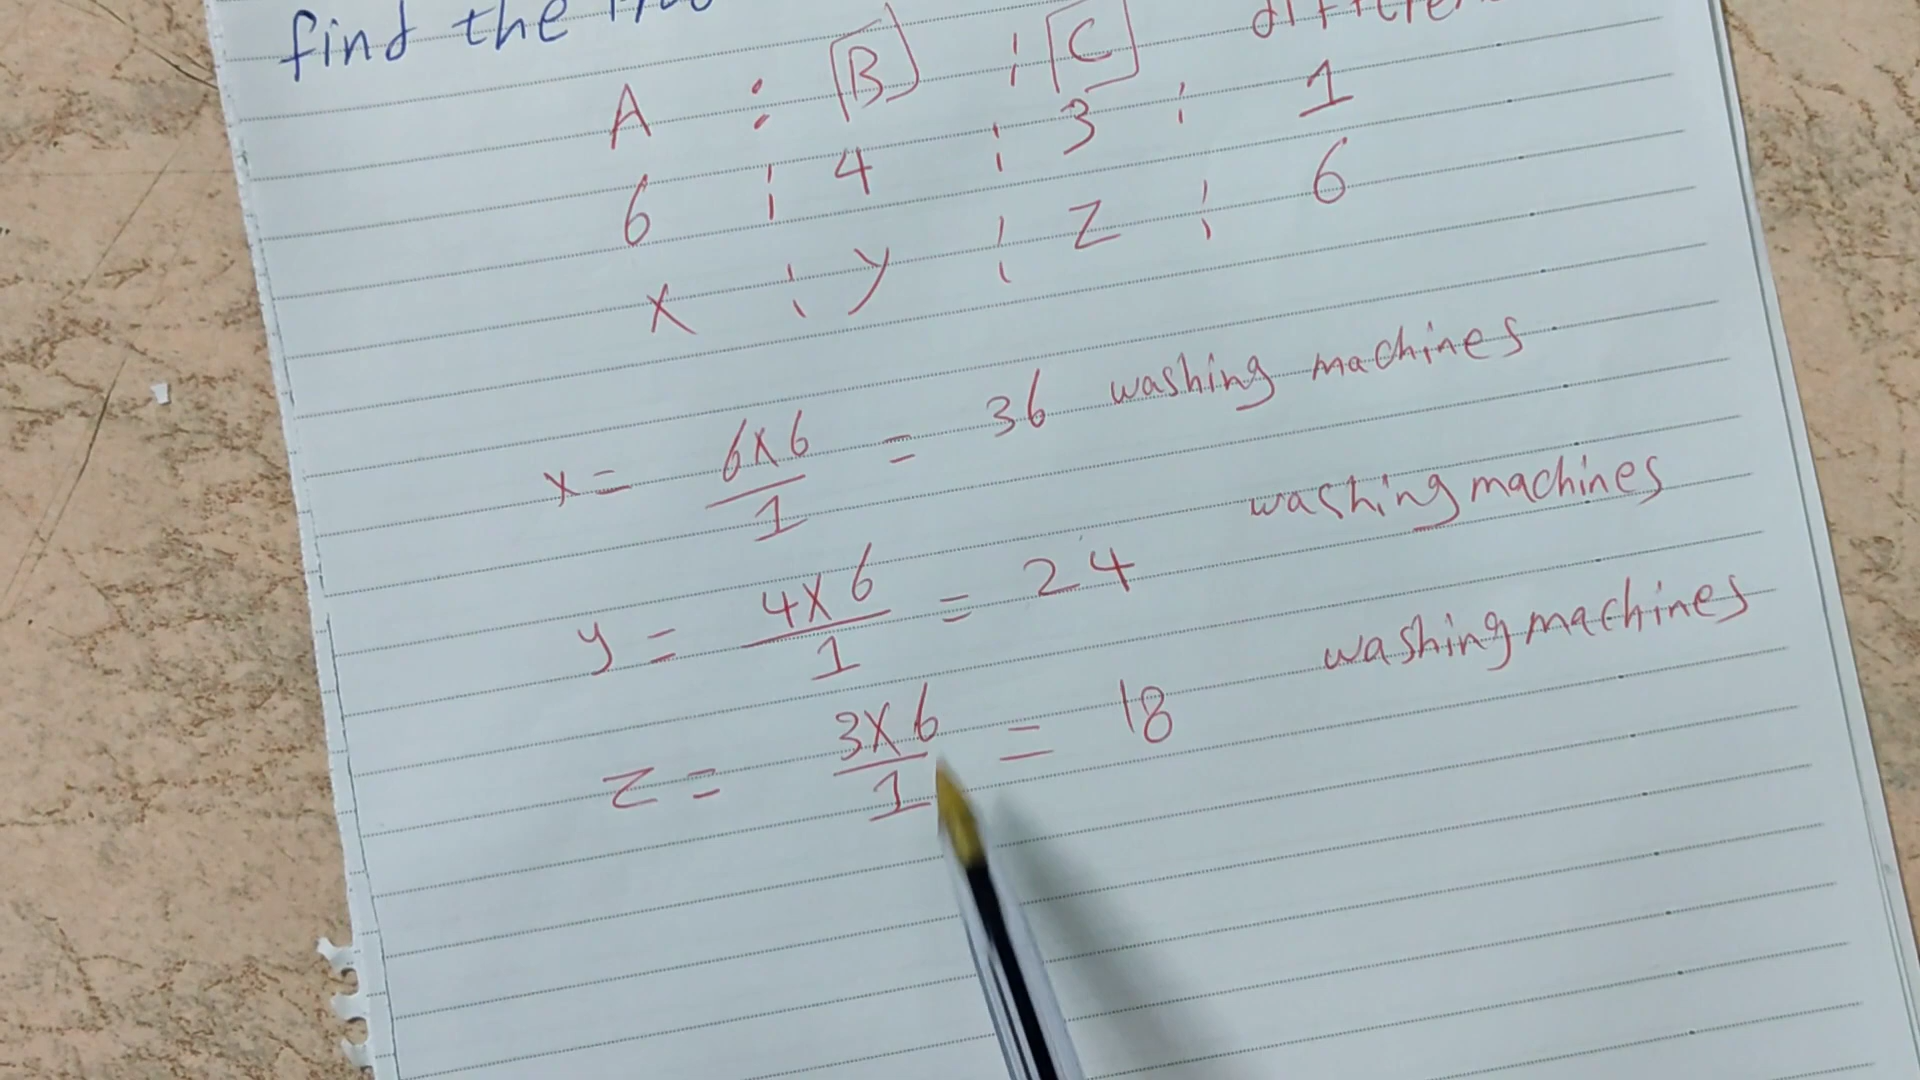 find the
A : B : C
6 : 4 : 3 : 1
x : y : z : 6
x = 6x6/1 = 36 washing machines
y = 4x6/1 = 24 washing machines
z = 3x6/1 = 18 washing machines